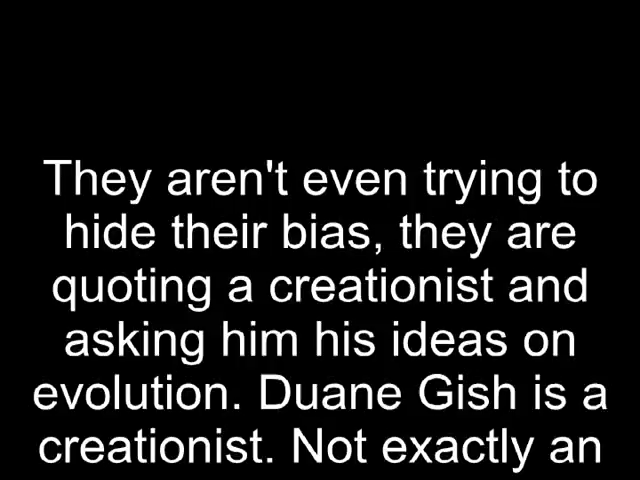 They aren't even trying to
hide their bias, they are
quoting a creationist and
asking him his ideas on
evolution. Duane Gish is a
creationist. Not exactly an